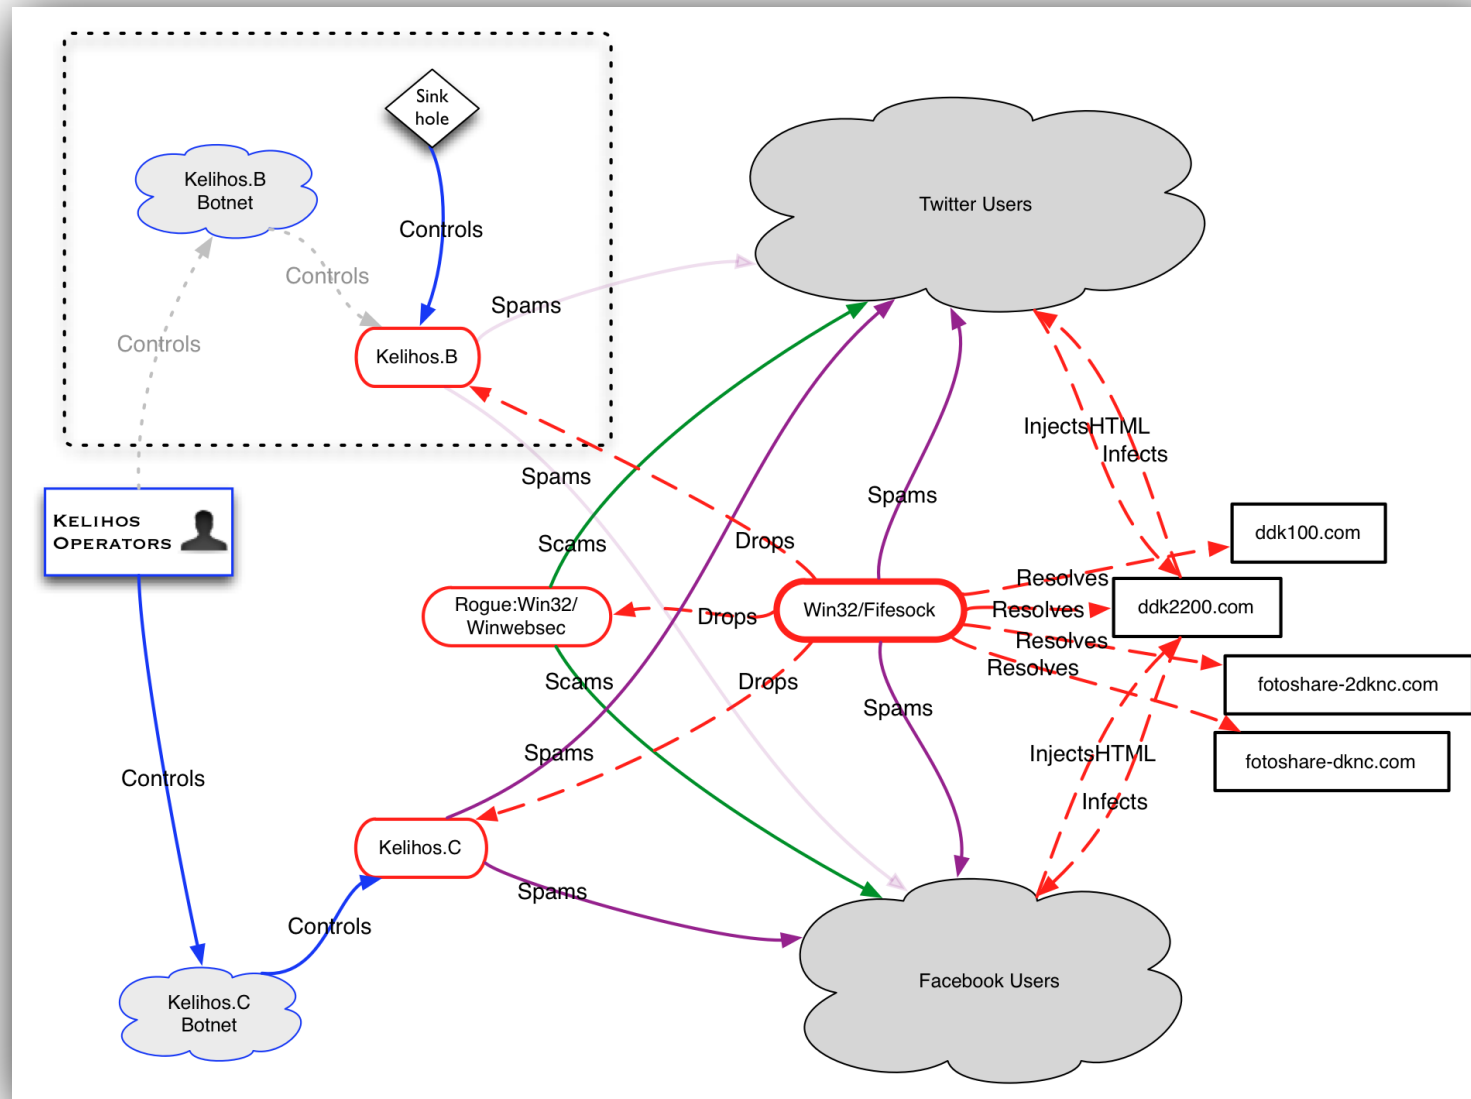 Sink
hole
Kelihos.B
Botnet
Controls
Controls
Controls
Spams
Kelihos.B
Twitter Users
KELIHOS
OPERATORS
Spams
Scams
Drops
Spams
InjectsHTML
Infects
ddk100.com
Resolves
Rogue:Win32/
Winwebsec
Drops
Win32/Fifesock
Resolves
ddk2200.com
Resolves
Resolves
fotoshare-2dknc.com
Scams
Drops
Spams
Spams
InjectsHTML
fotoshare-dknc.com
Controls
Infects
Kelihos.C
Spams
Controls
Kelihos.C
Botnet
Facebook Users